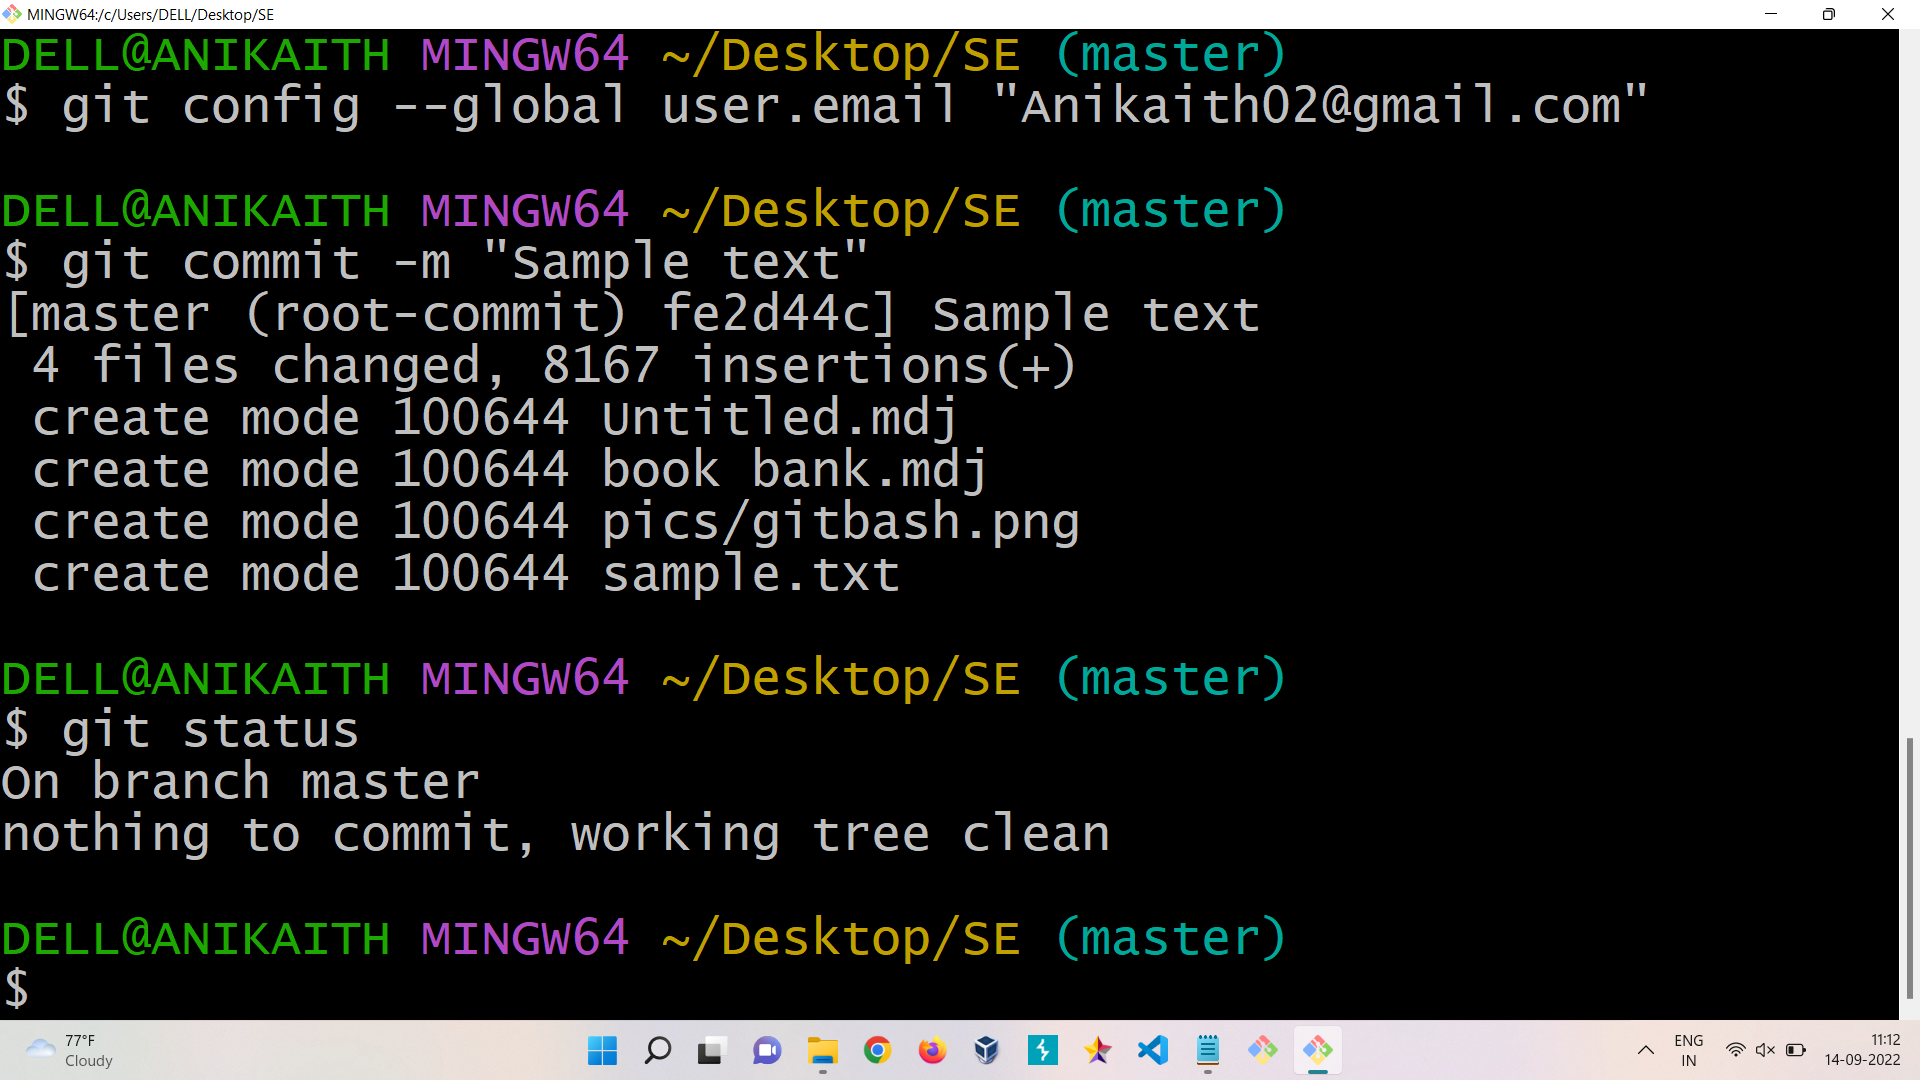 MINGW64:/c/Users/DELL/Desktop/SE
DELL@ANIKAITH MINGW64 ~/Desktop/SE (master)
$ git config --global user.email "Anikaith02@gmail.com"
DELL@ANIKAITH MINGW64 ~/Desktop/SE (master)
$ git commit -m "Sample text"
[master (root-commit) fe2d44c] Sample text
 4 files changed, 8167 insertions(+)
 create mode 100644 Untitled.mdj
 create mode 100644 book bank.mdj
 create mode 100644 pics/gitbash.png
 create mode 100644 sample.txt
DELL@ANIKAITH MINGW64 ~/Desktop/SE (master)
$ git status
On branch master
nothing to commit, working tree clean
DELL@ANIKAITH MINGW64 ~/Desktop/SE (master)
$
77°F
Cloudy
ENG
IN
11:12
14-09-2022